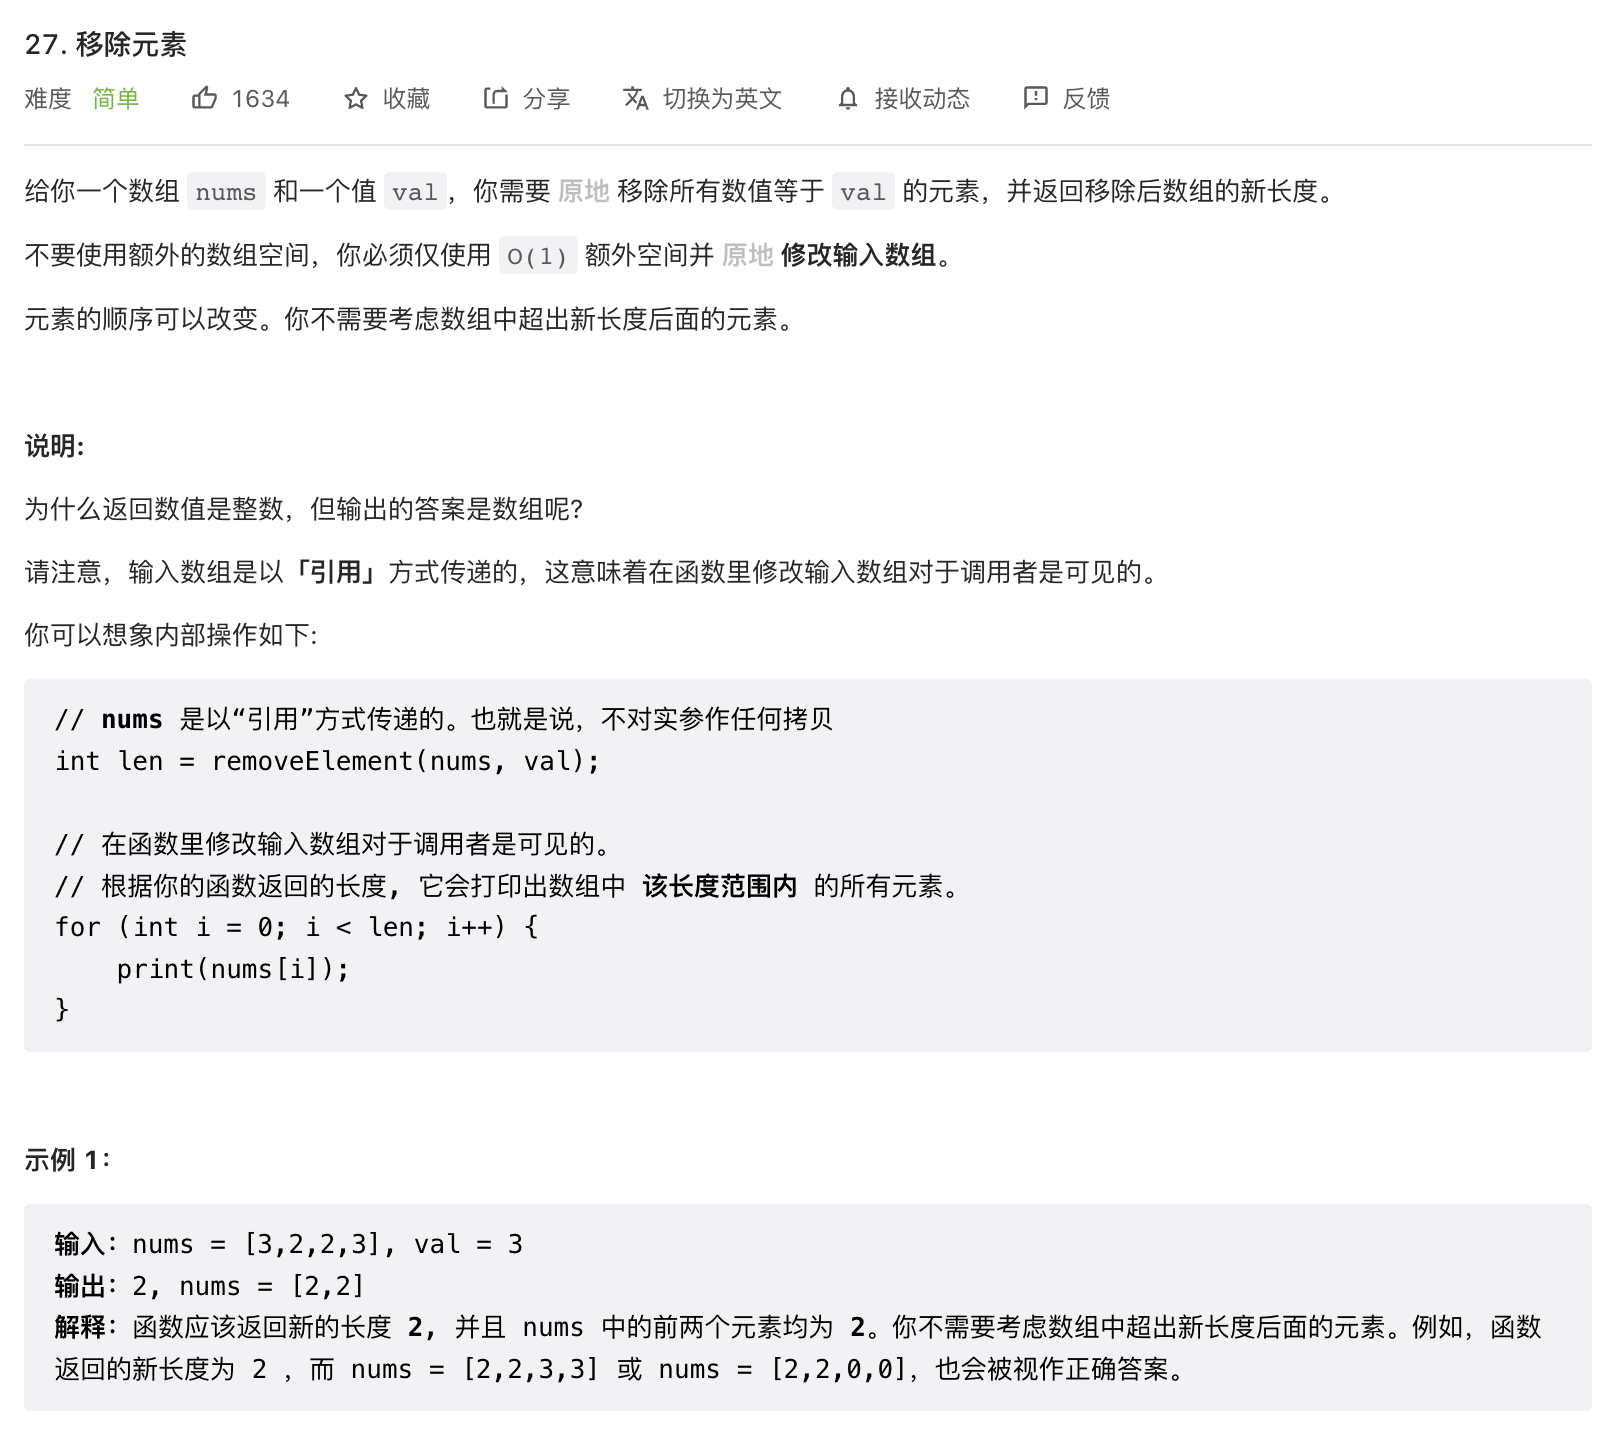 27. 移除元素
难度 简单 1634 收藏 分享 切换为英文 接收动态 反馈
给你一个数组 nums 和一个值 val，你需要 原地 移除所有数值等于 val 的元素，并返回移除后数组的新长度。
不要使用额外的数组空间，你必须仅使用 O(1) 额外空间并 原地 修改输入数组。
元素的顺序可以改变。你不需要考虑数组中超出新长度后面的元素。
说明:
为什么返回数值是整数，但输出的答案是数组呢?
请注意，输入数组是以「引用」方式传递的，这意味着在函数里修改输入数组对于调用者是可见的。
你可以想象内部操作如下:
// nums 是以“引用”方式传递的。也就是说，不对实参作任何拷贝
int len = removeElement(nums, val);
// 在函数里修改输入数组对于调用者是可见的。
// 根据你的函数返回的长度, 它会打印出数组中 该长度范围内 的所有元素。
for (int i = 0; i < len; i++) {
    print(nums[i]);
}
示例 1：
输入：nums = [3,2,2,3], val = 3
输出：2, nums = [2,2]
解释：函数应该返回新的长度 2, 并且 nums 中的前两个元素均为 2。你不需要考虑数组中超出新长度后面的元素。例如，函数
返回的新长度为 2 ，而 nums = [2,2,3,3] 或 nums = [2,2,0,0]，也会被视作正确答案。